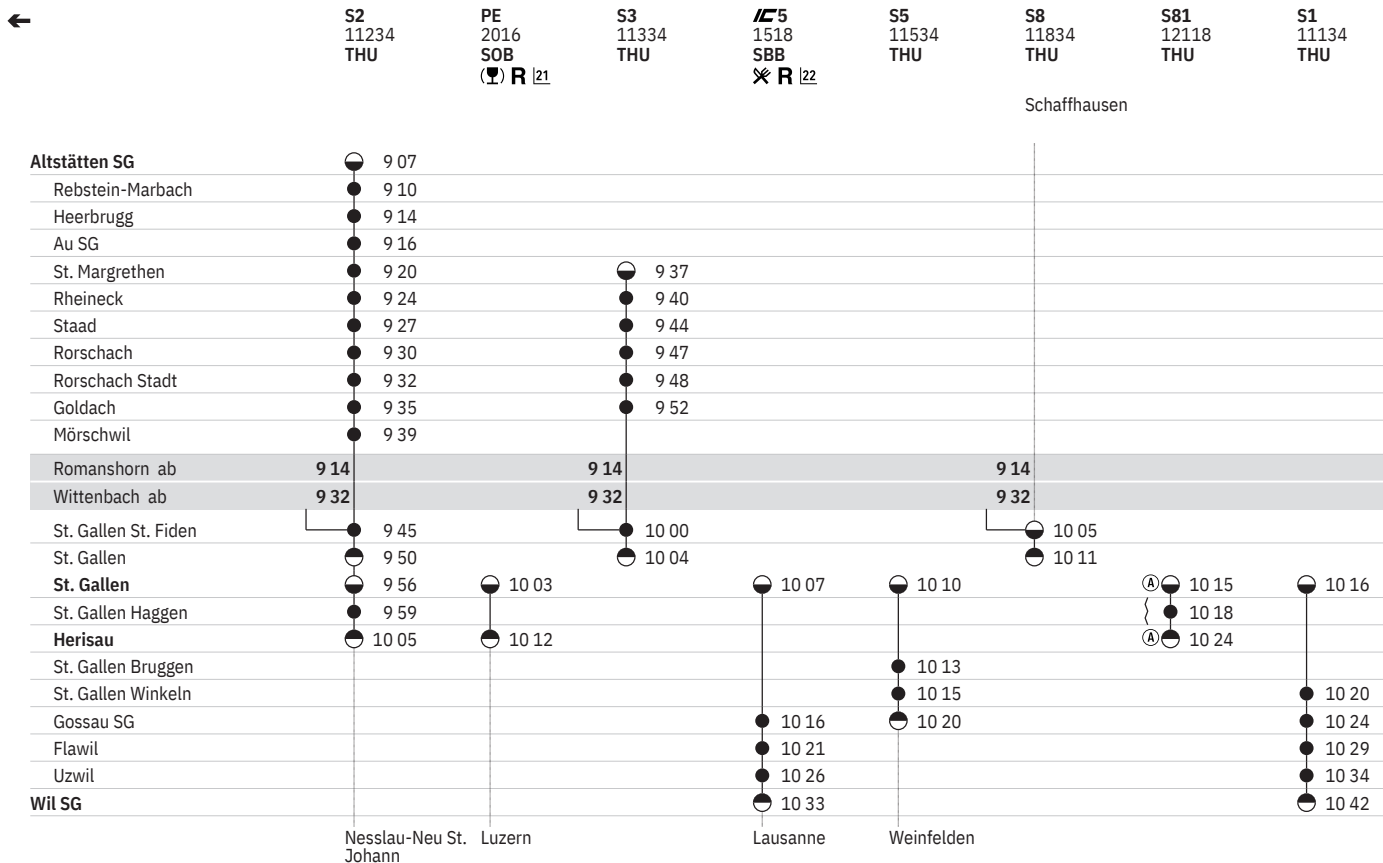 S2 PE S3 IC5 S5 S8 S81 S1
11234 2016 11334 1518 11534 11834 12118 11134
THU SOB THU SBB THU THU THU THU
R 21 R 22
Schaffhausen
Altstätten SG 9 07
Rebstein-Marbach 9 10
Heerbrugg 9 14
Au SG 9 16
St. Margrethen 9 20 9 37
Rheineck 9 24 9 40
Staad 9 27 9 44
Rorschach 9 30 9 47
Rorschach Stadt 9 32 9 48
Goldach 9 35 9 52
Mörschwil 9 39
Romanshorn ab 9 14 9 14 9 14
Wittenbach ab 9 32 9 32 9 32
St. Gallen St. Fiden 9 45 10 00 10 05
St. Gallen 9 50 10 04 10 11
St. Gallen 9 56 10 03 10 07 10 10 A 10 15 10 16
St. Gallen Haggen 9 59 10 18
Herisau 10 05 10 12 A 10 24
St. Gallen Bruggen 10 13
St. Gallen Winkeln 10 15 10 20
Gossau SG 10 16 10 20 10 24
Flawil 10 21 10 29
Uzwil 10 26 10 34
Wil SG 10 33 10 42
Nesslau-Neu St. Luzern Lausanne Weinfelden
Johann